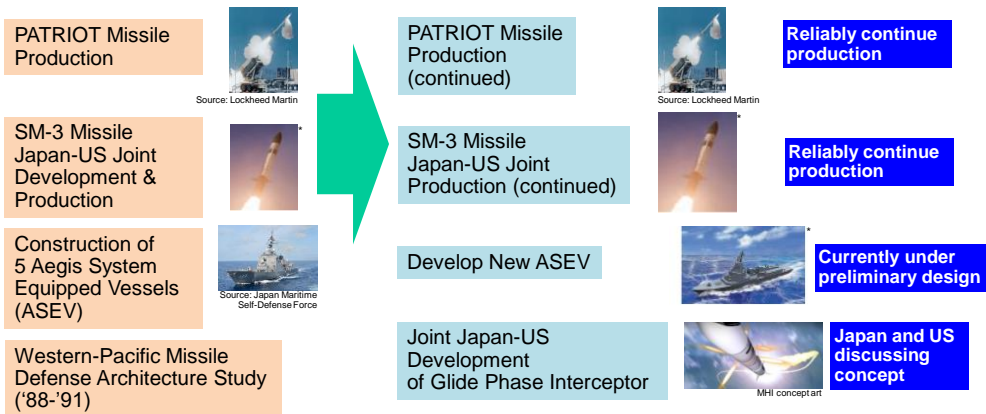 PATRIOT Missile
Production
Source: Lockheed Martin
PATRIOT Missile
Production
(continued)
Source: Lockheed Martin
Reliably continue
production
SM-3 Missile
Japan-US Joint
Development &
Production
*
SM-3 Missile
Japan-US Joint
Production (continued)
*
Reliably continue
production
Construction of
5 Aegis System
Equipped Vessels
(ASEV)
Source: Japan Maritime
Self-Defense Force
Develop New ASEV
*
Currently under
preliminary design
Western-Pacific Missile
Defense Architecture Study
(‘88-’91)
Joint Japan-US
Development
of Glide Phase Interceptor
MHI concept art
Japan and US
discussing
concept